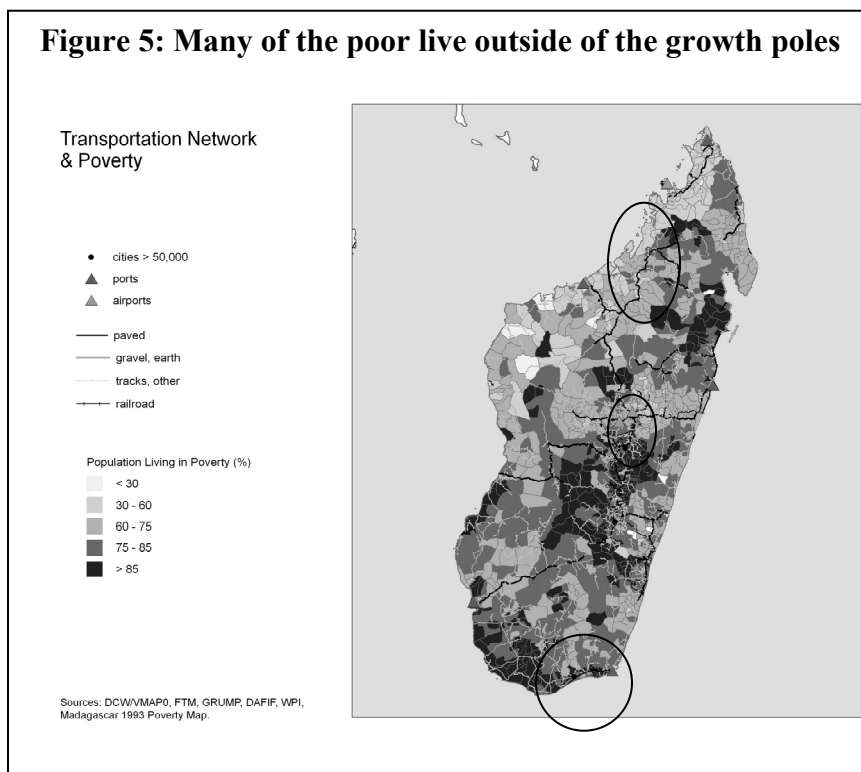 Figure 5: Many of the poor live outside of the growth poles
Transportation Network
& Poverty
cities > 50,000
ports
airports
paved
gravel, earth
tracks, other
railroad
Population Living in Poverty (%)
< 30
30 - 60
60 - 75
75 - 85
> 85
Sources: DCW/VMAP0, FTM, GRUMP, DAFIF, WPI,
Madagascar 1993 Poverty Map.